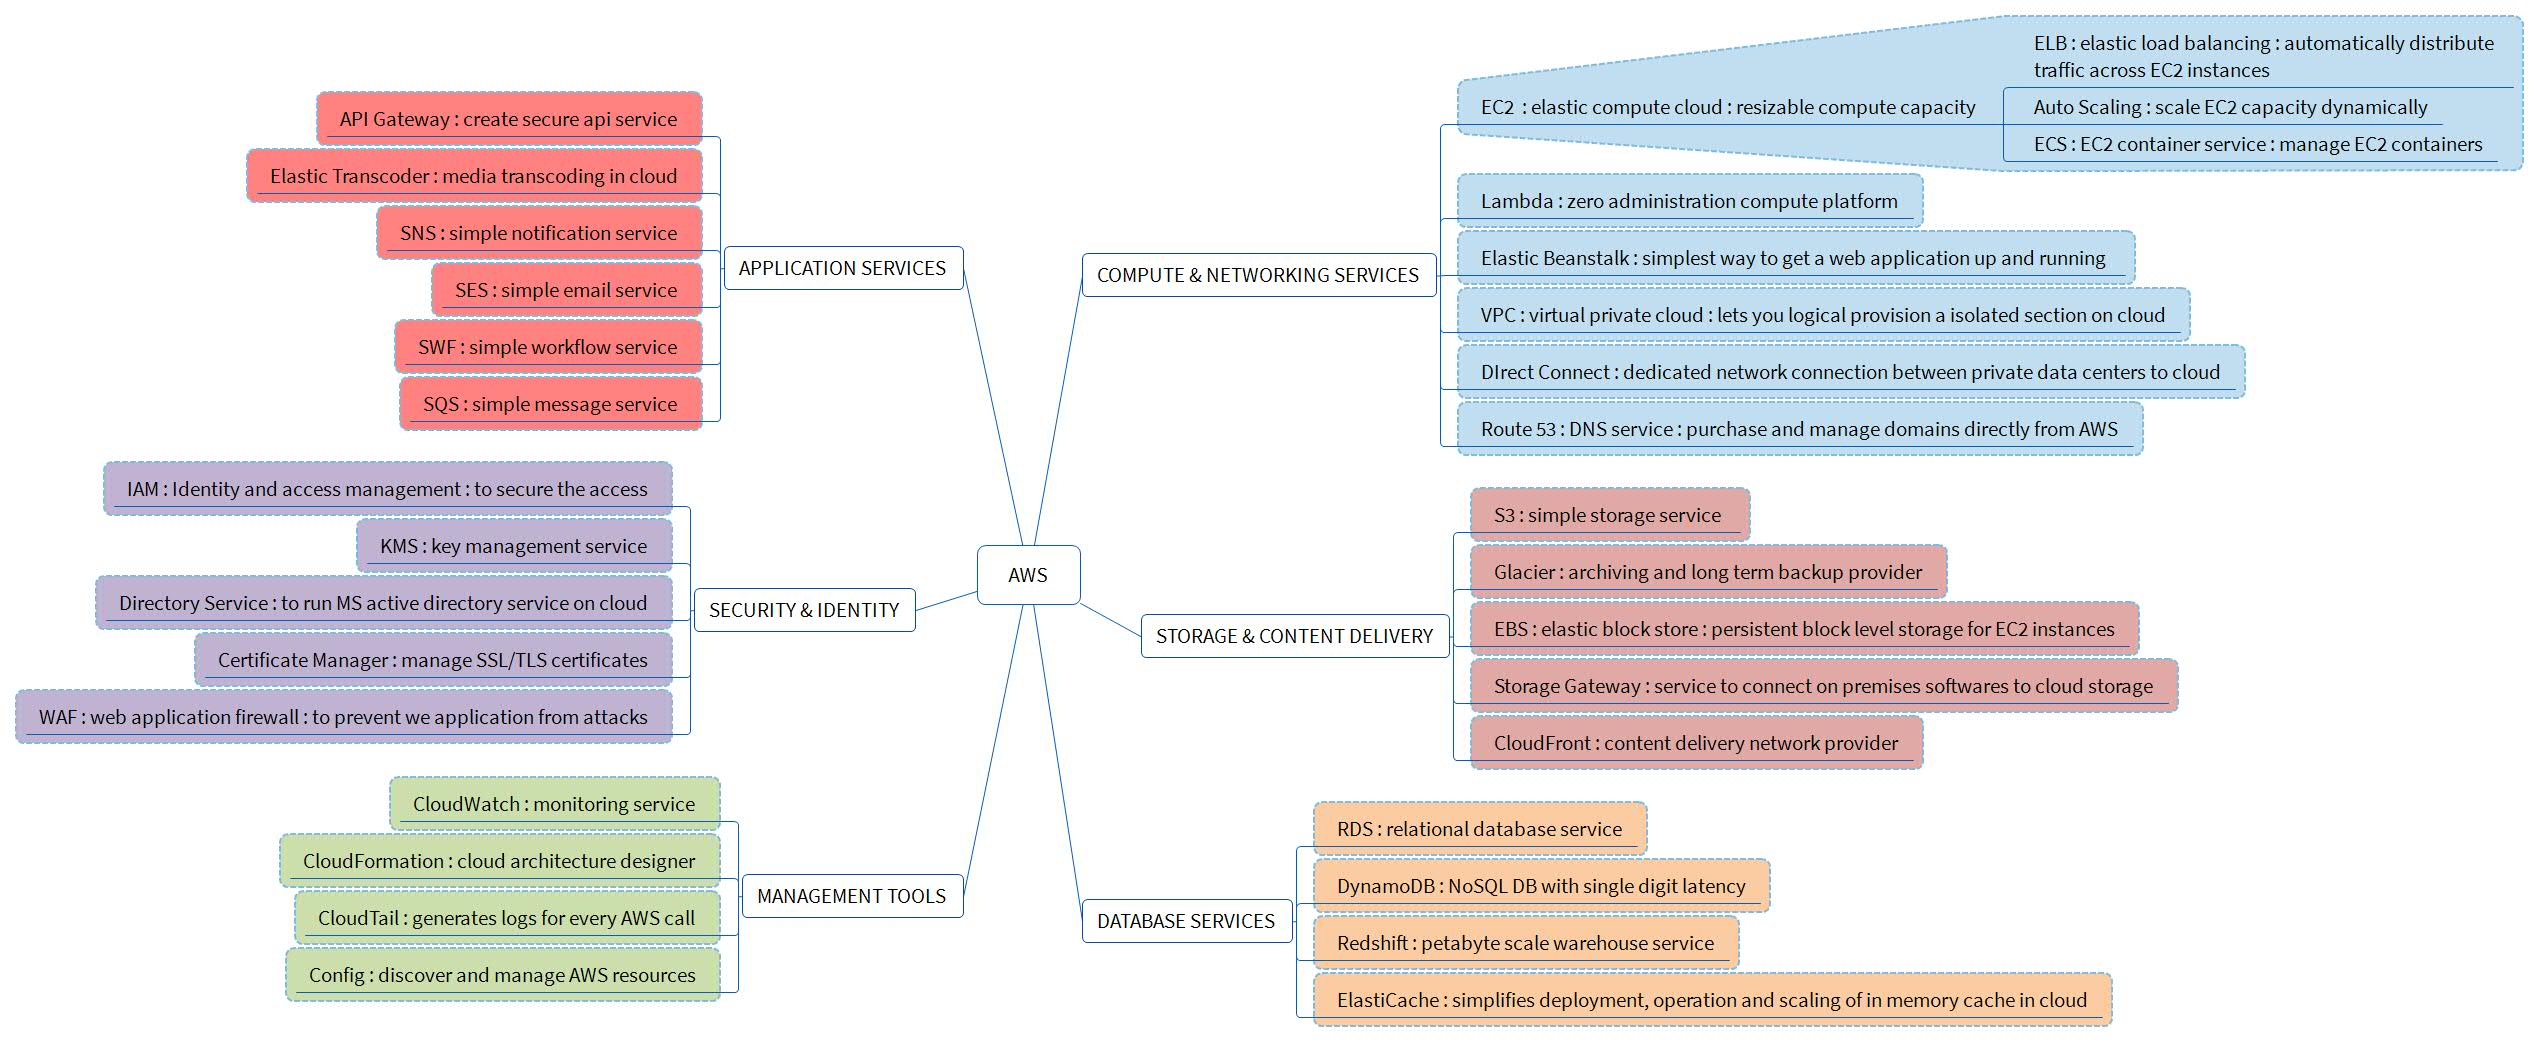 AWS
COMPUTE & NETWORKING SERVICES
EC2 : elastic compute cloud : resizable compute capacity
ELB : elastic load balancing : automatically distribute
traffic across EC2 instances
Auto Scaling : scale EC2 capacity dynamically
ECS : EC2 container service : manage EC2 containers
Lambda : zero administration compute platform
Elastic Beanstalk : simplest way to get a web application up and running
VPC : virtual private cloud : lets you logical provision a isolated section on cloud
DIrect Connect : dedicated network connection between private data centers to cloud
Route 53 : DNS service : purchase and manage domains directly from AWS
STORAGE & CONTENT DELIVERY
S3 : simple storage service
Glacier : archiving and long term backup provider
EBS : elastic block store : persistent block level storage for EC2 instances
Storage Gateway : service to connect on premises softwares to cloud storage
CloudFront : content delivery network provider
DATABASE SERVICES
RDS : relational database service
DynamoDB : NoSQL DB with single digit latency
Redshift : petabyte scale warehouse service
ElastiCache : simplifies deployment, operation and scaling of in memory cache in cloud
APPLICATION SERVICES
API Gateway : create secure api service
Elastic Transcoder : media transcoding in cloud
SNS : simple notification service
SES : simple email service
SWF : simple workflow service
SQS : simple message service
SECURITY & IDENTITY
IAM : Identity and access management : to secure the access
KMS : key management service
Directory Service : to run MS active directory service on cloud
Certificate Manager : manage SSL/TLS certificates
WAF : web application firewall : to prevent we application from attacks
MANAGEMENT TOOLS
CloudWatch : monitoring service
CloudFormation : cloud architecture designer
CloudTail : generates logs for every AWS call
Config : discover and manage AWS resources